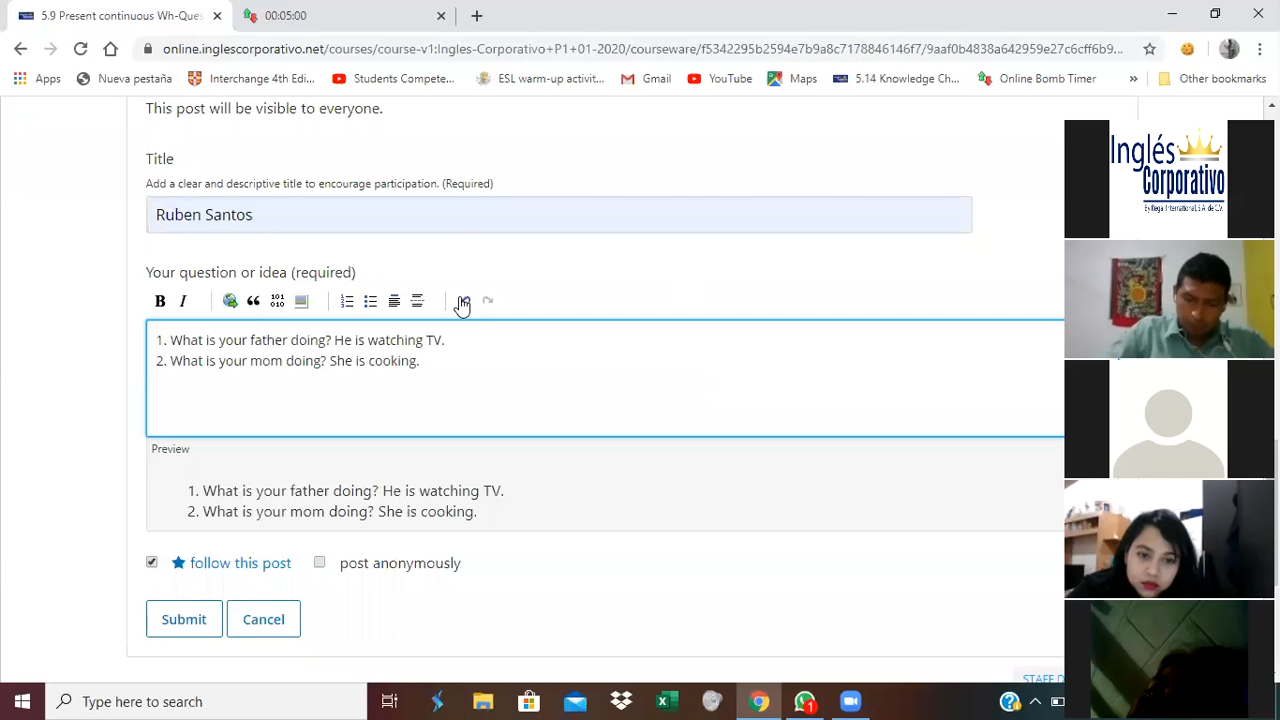 5.9 Present continuous Wh-Ques
00:05:00
online.inglescorporativo.net/courses/course-v1:Ingles-Corporativo+P1+01-2020/courseware/f5342295b2594e7b9a8c7178846146f7/9aaf0b4838a642959e27c6cff6b9...
Apps
Nueva pestaña
Interchange 4th Edi...
Students Compete...
ESL warm-up activit...
Gmail
YouTube
Maps
5.14 Knowledge Ch...
Online Bomb Timer
»
Other bookmarks
This post will be visible to everyone.
Title
Add a clear and descriptive title to encourage participation. (Required)
Ruben Santos
Your question or idea (required)
B I
1. What is your father doing? He is watching TV.
2. What is your mom doing? She is cooking.
Preview
1. What is your father doing? He is watching TV.
2. What is your mom doing? She is cooking.
follow this post
post anonymously
Submit
Cancel
STAFF D
Inglés
Corporativo
Type here to search
1